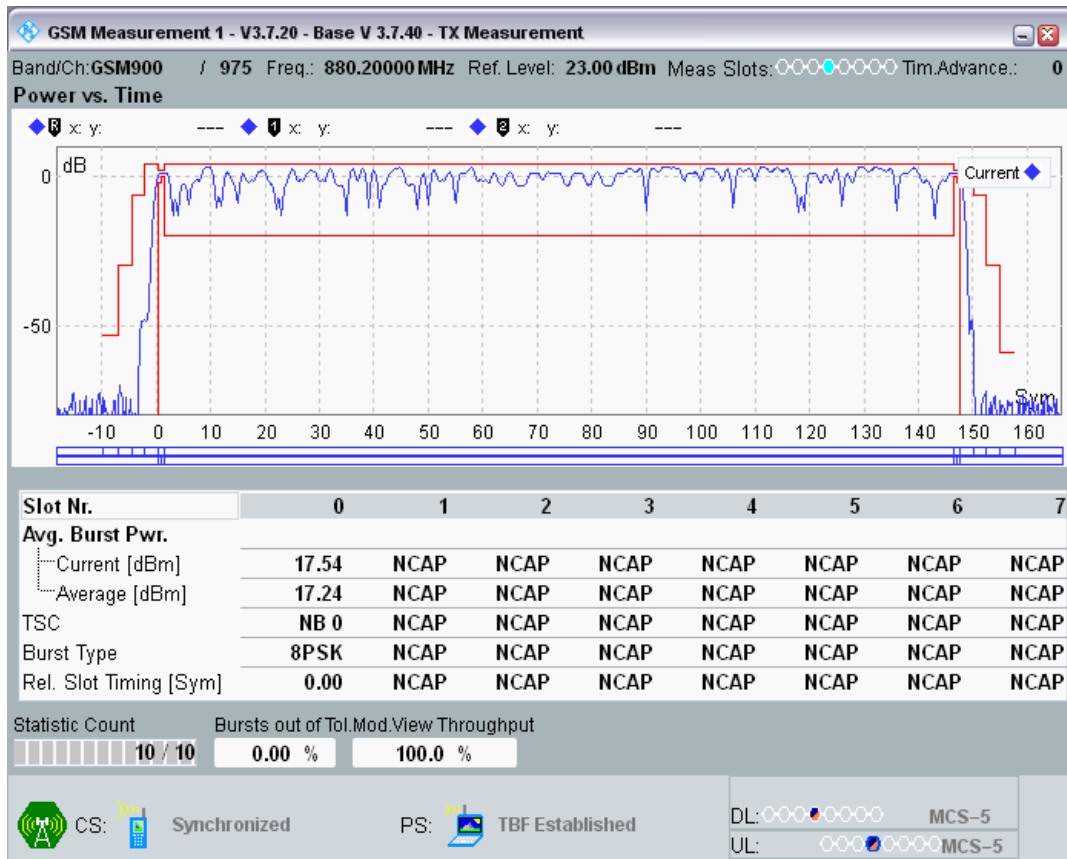 GSM Measurement 1 - V3.7.20 - Base V 3.7.40 - TX Measurement
Band/Ch:GSM900 / 975 Freq.: 880.20000 MHz Ref. Level: 23.00 dBm Meas Slots: Tim.Advance.: 0
Power vs. Time
R x: y: --- 1 x: y: --- 2 x: y: ---
dB
Current
0
-50
Sym
-10 0 10 20 30 40 50 60 70 80 90 100 110 120 130 140 150 160
Slot Nr. 0 1 2 3 4 5 6 7
Avg. Burst Pwr.
Current [dBm] 17.54 NCAP NCAP NCAP NCAP NCAP NCAP NCAP
Average [dBm] 17.24 NCAP NCAP NCAP NCAP NCAP NCAP NCAP
TSC NB 0 NCAP NCAP NCAP NCAP NCAP NCAP NCAP
Burst Type 8PSK NCAP NCAP NCAP NCAP NCAP NCAP NCAP
Rel. Slot Timing [Sym] 0.00 NCAP NCAP NCAP NCAP NCAP NCAP NCAP
Statistic Count Bursts out of Tol.Mod.View Throughput
10 / 10 0.00 % 100.0 %
CS: Synchronized PS: TBF Established
DL: MCS-5
UL: MCS-5